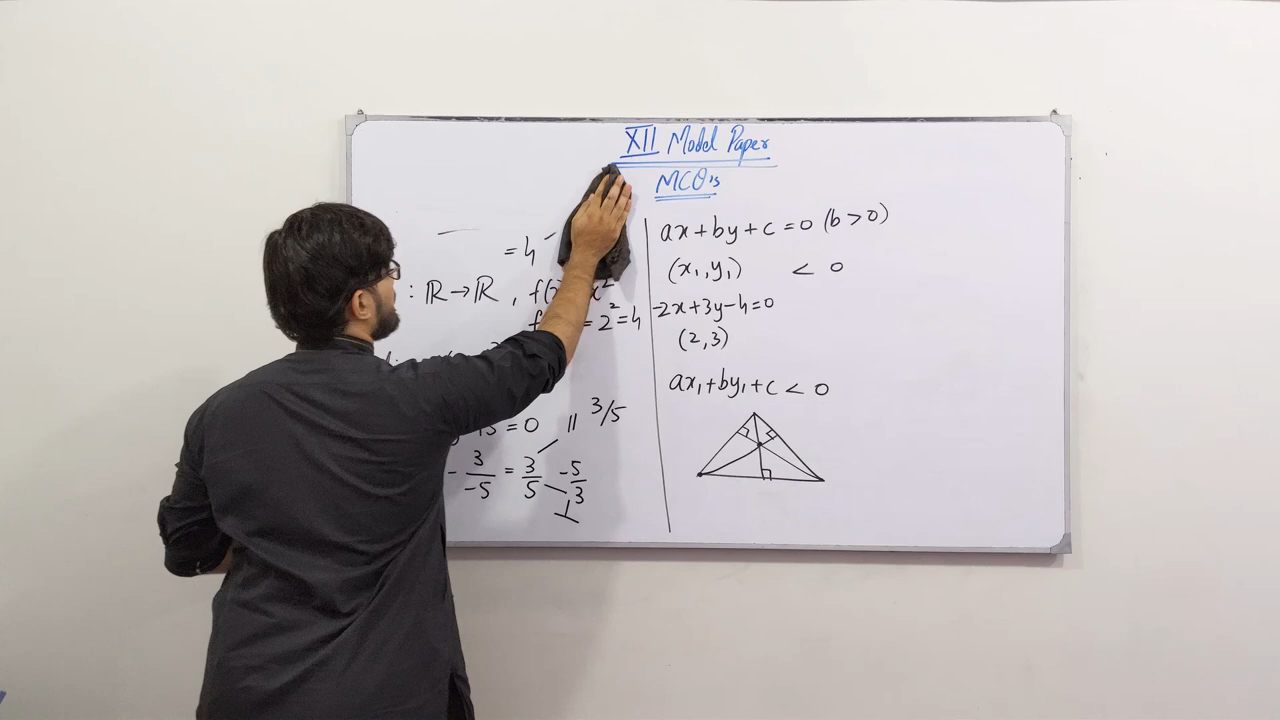 XII Model Paper
MCQ's
= 4
: ℝ→ℝ , f( x²
= 2² = 4
= 0 || 3/5
- 3/-5 = 3/5 -5/3
⊥
ax+by+c=0 (b>0)
(x₁,y₁) < 0
-2x+3y-4=0
(2,3)
ax₁+by₁+c < 0